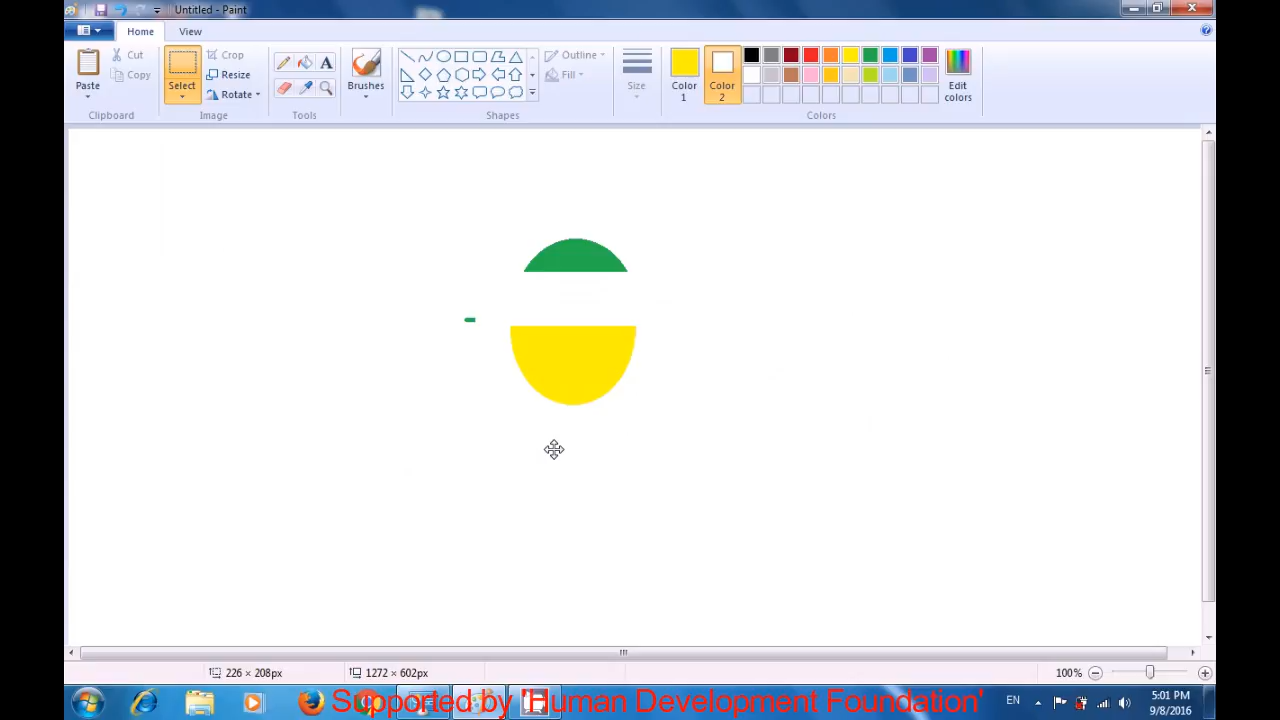 Untitled - Paint
Home View
Paste
Cut
Copy
Clipboard
Select
Crop
Resize
Rotate
Image
Tools
Brushes
Outline
Fill
Shapes
Size
Color 1
Color 2
Edit colors
Colors
226 × 208px
1272 × 602px
100%
Supported by 'Human Development Foundation'
EN
5:01 PM
9/8/2016